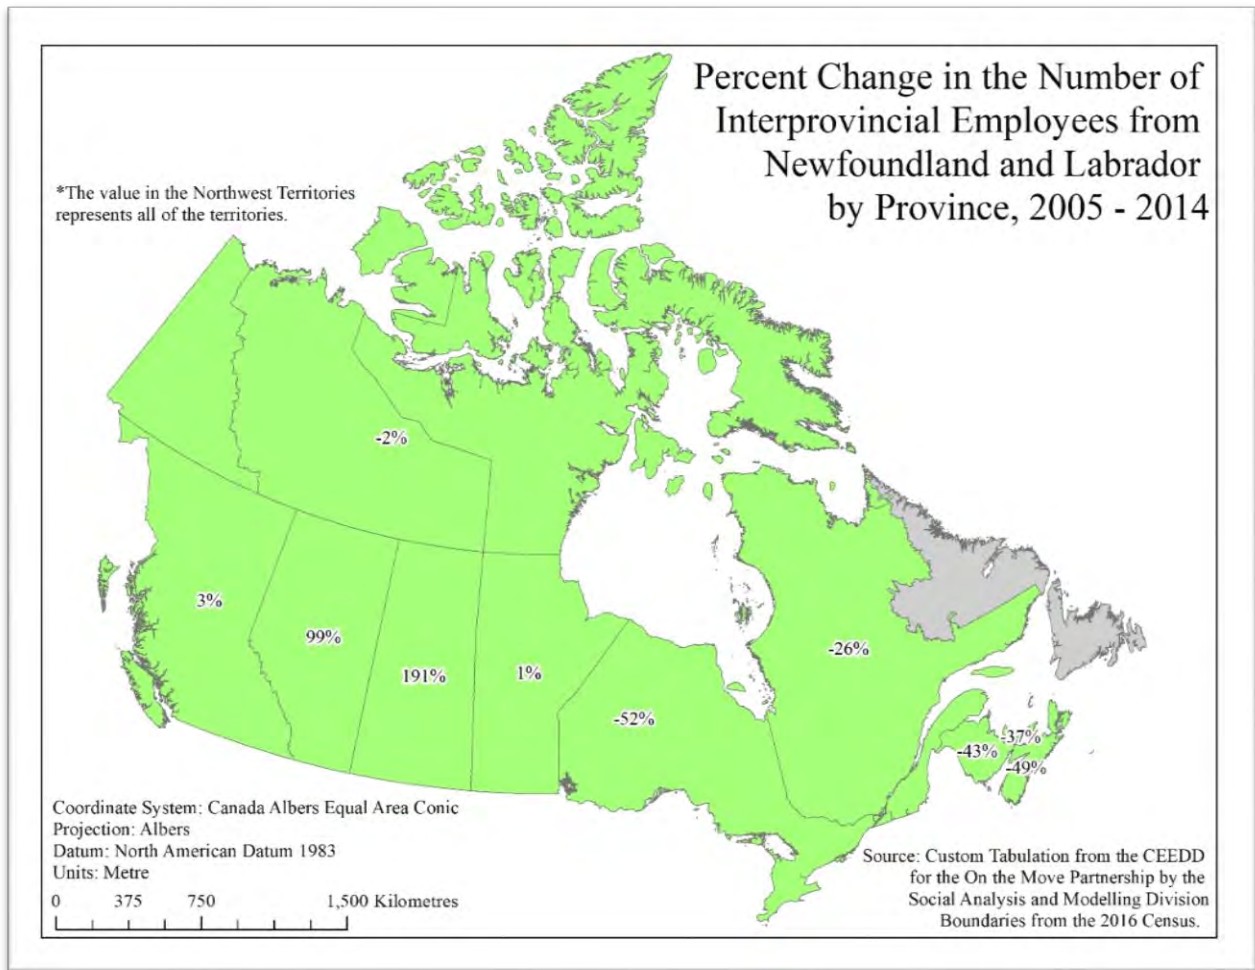 Percent Change in the Number of
Interprovincial Employees from
Newfoundland and Labrador
by Province, 2005 - 2014
*The value in the Northwest Territories
represents all of the territories.
-2%
3%
99%
191%
1%
-52%
-26%
-37%
-43%
-49%
Coordinate System: Canada Albers Equal Area Conic
Projection: Albers
Datum: North American Datum 1983
Units: Metre
0 375 750 1,500 Kilometres
Source: Custom Tabulation from the CEEDD
for the On the Move Partnership by the
Social Analysis and Modelling Division
Boundaries from the 2016 Census.